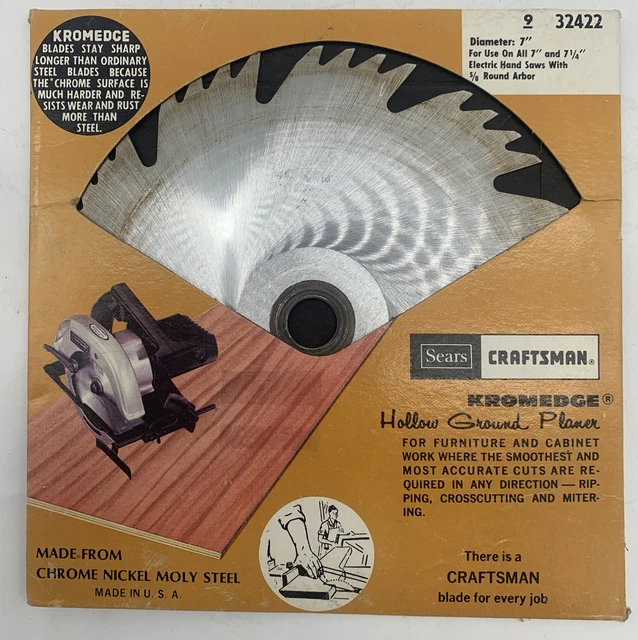 KROMEDGE
BLADES STAY SHARP
LONGER THAN ORDINARY
STEEL BLADES BECAUSE
THE CHROME SURFACE IS
MUCH HARDER AND RE-
SISTS WEAR AND RUST
MORE THAN
STEEL.
9 32422
Diameter: 7"
For Use On All 7" and 7¼"
Electric Hand Saws With
⅝ Round Arbor
Sears CRAFTSMAN®
KROMEDGE®
Hollow Ground Planer
FOR FURNITURE AND CABINET
WORK WHERE THE SMOOTHEST AND
MOST ACCURATE CUTS ARE RE-
QUIRED IN ANY DIRECTION — RIP-
PING, CROSSCUTTING AND MITER-
ING.
MADE FROM
CHROME NICKEL MOLY STEEL
MADE IN U. S. A.
There is a
CRAFTSMAN
blade for every job